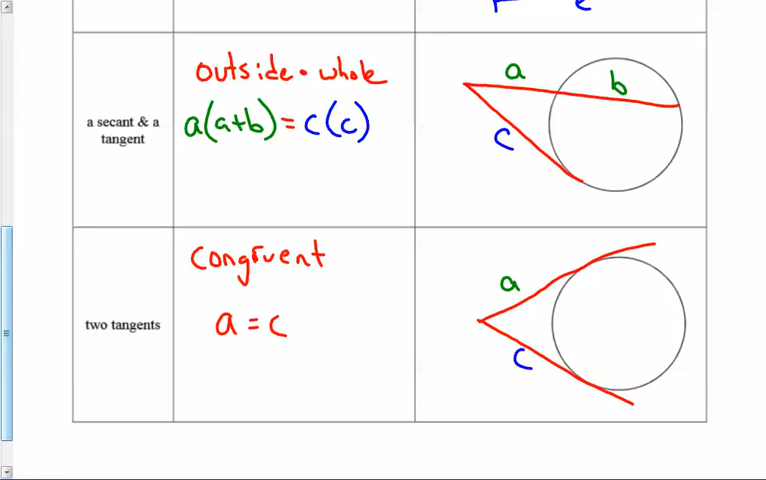 a secant & a
tangent
outside • whole
a(a+b) = c(c)
a
b
c
two tangents
congruent
a = c
a
c